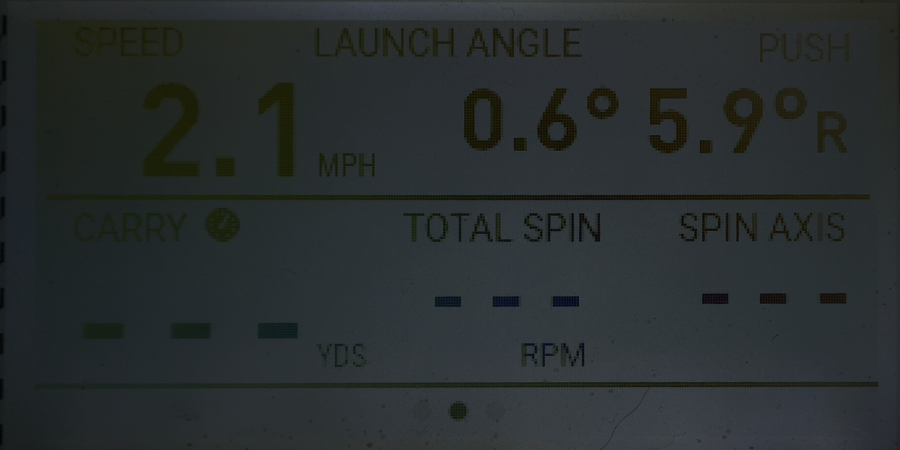 SPEED LAUNCH ANGLE PUSH
2.1 MPH 0.6° 5.9° R
CARRY TOTAL SPIN SPIN AXIS
--- --- ---
YDS RPM